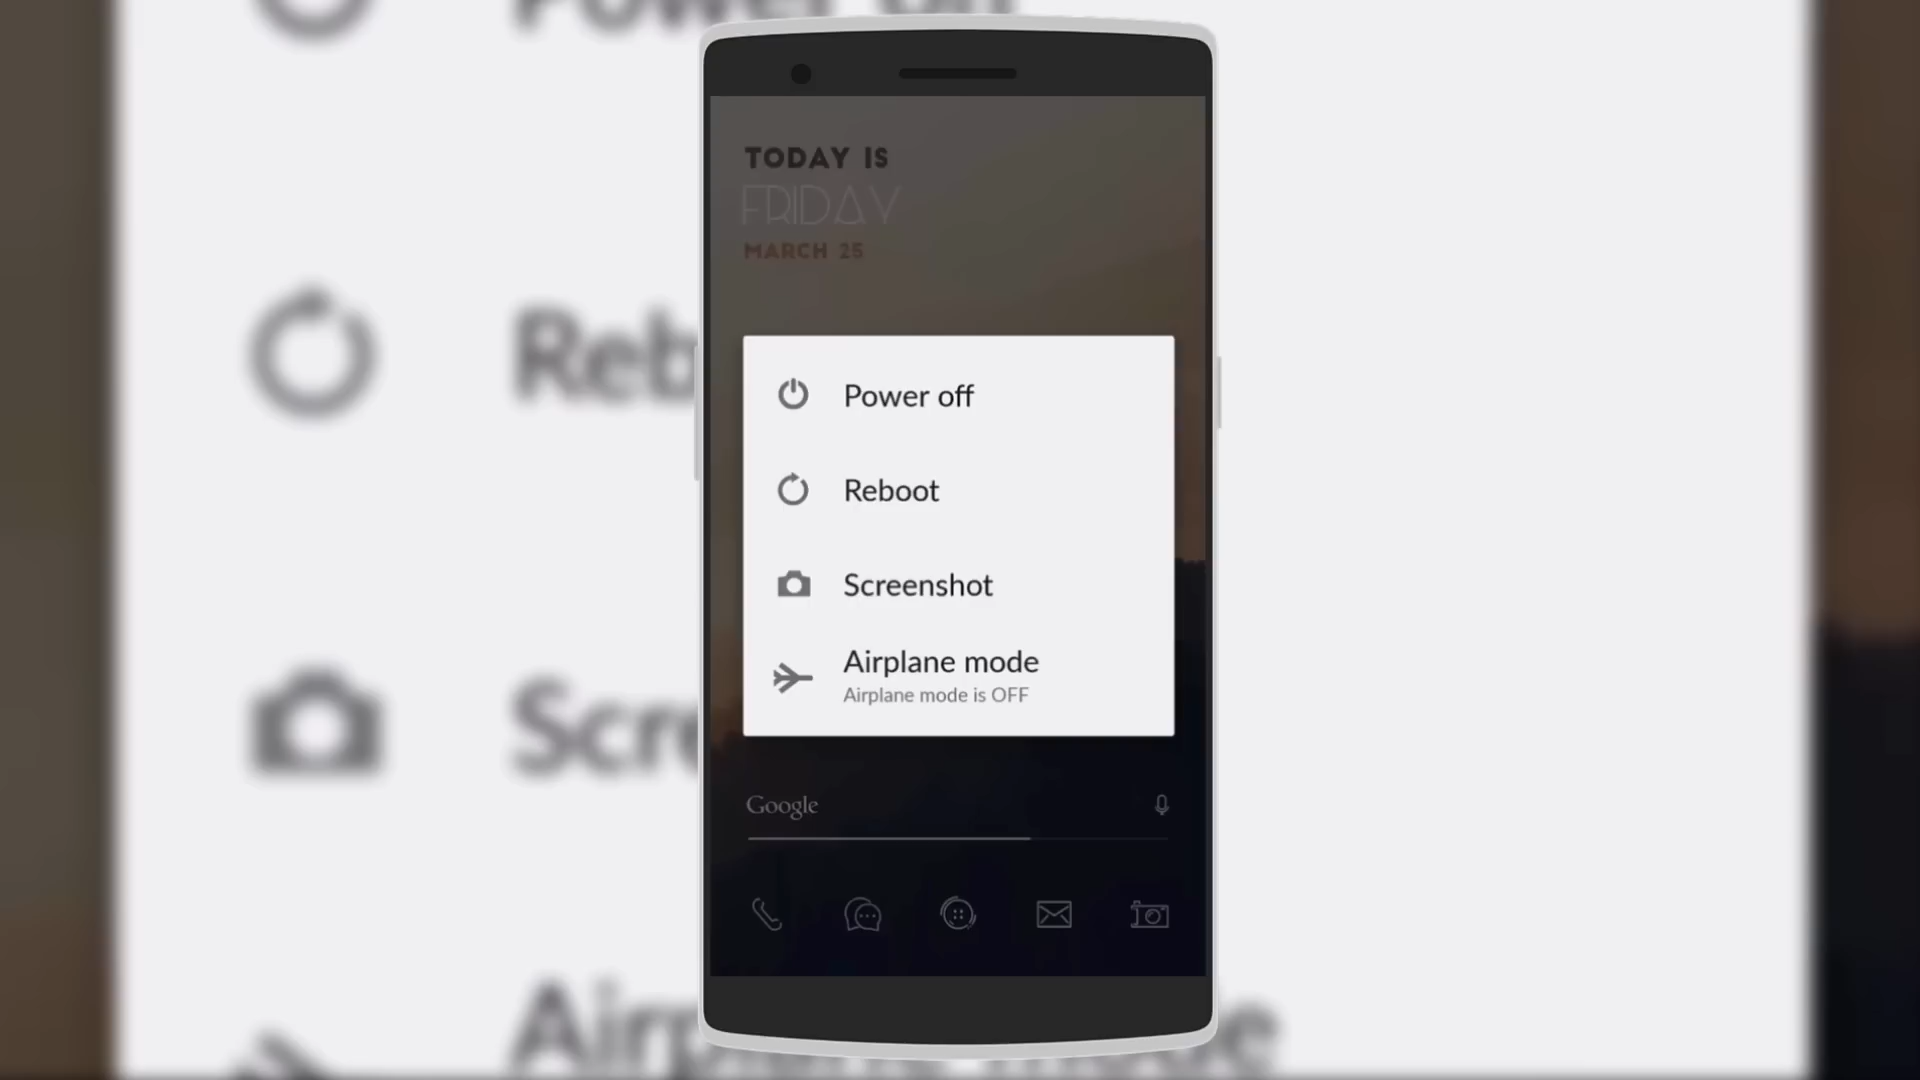 TODAY IS
FRIDAY
MARCH 25
Power off
Reboot
Screenshot
Airplane mode
Airplane mode is OFF
Google